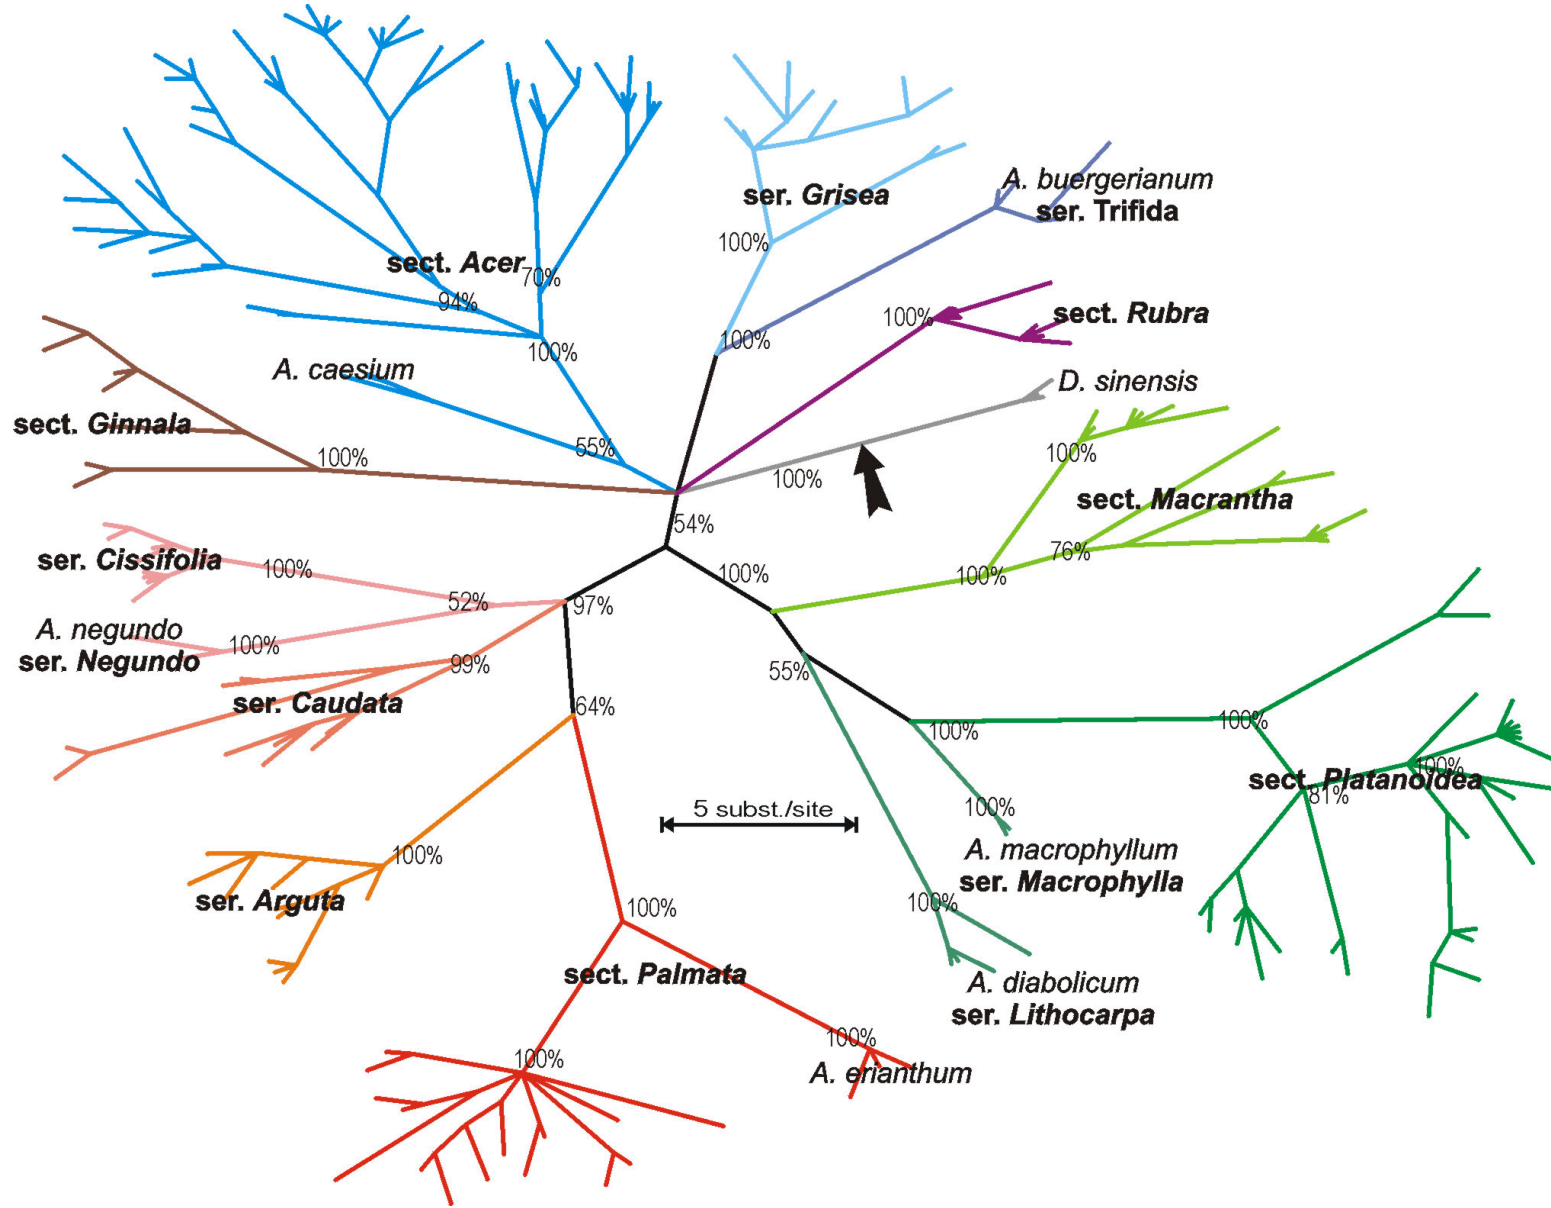 ser. Grisea
A. buergerianum
ser. Trifida
100%
sect. Acer
70%
94%
100%
100%
sect. Rubra
100%
A. caesium
D. sinensis
sect. Ginnala
100%
55%
100%
100%
sect. Macrantha
54%
76%
ser. Cissifolia
100%
100%
100%
52%
97%
A. negundo
ser. Negundo
100%
99%
55%
ser. Caudata
64%
100%
100%
sect. Platanoidea
100%
81%
5 subst./site
100%
A. macrophyllum
ser. Macrophylla
100%
ser. Arguta
100%
100%
sect. Palmata
A. diabolicum
ser. Lithocarpa
100%
100%
A. erianthum